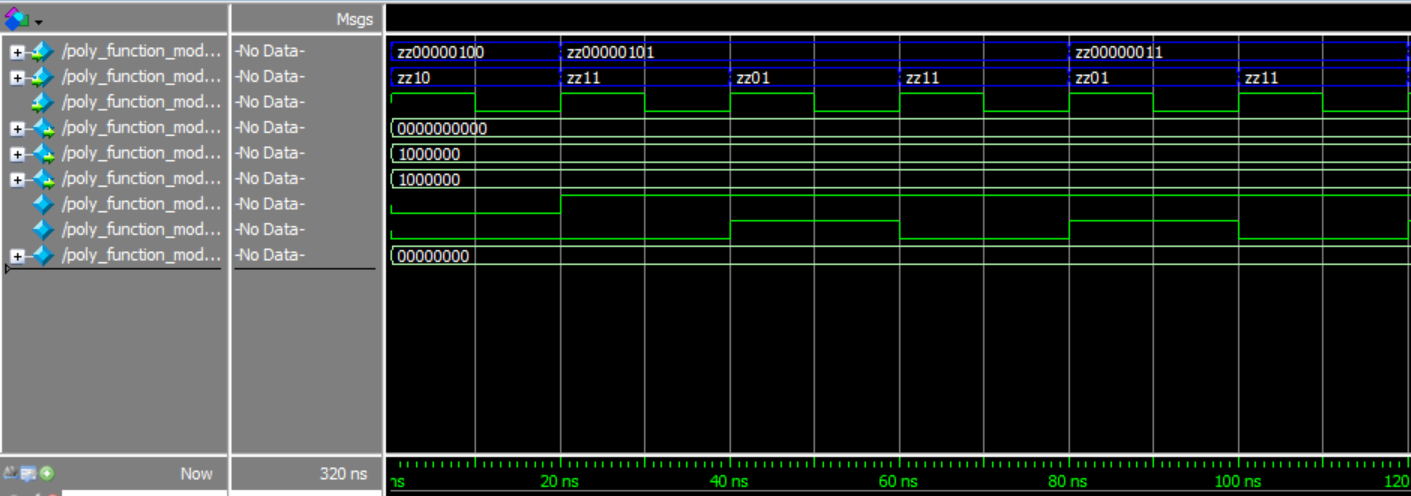 Msgs
/poly_function_mod... -No Data- zz00000100 zz00000101 zz00000011
/poly_function_mod... -No Data- zz10 zz11 zz01 zz11 zz01 zz11
/poly_function_mod... -No Data-
/poly_function_mod... -No Data- 0000000000
/poly_function_mod... -No Data- 1000000
/poly_function_mod... -No Data- 1000000
/poly_function_mod... -No Data-
/poly_function_mod... -No Data-
/poly_function_mod... -No Data- 00000000
Now 320 ns ns 20 ns 40 ns 60 ns 80 ns 100 ns 120